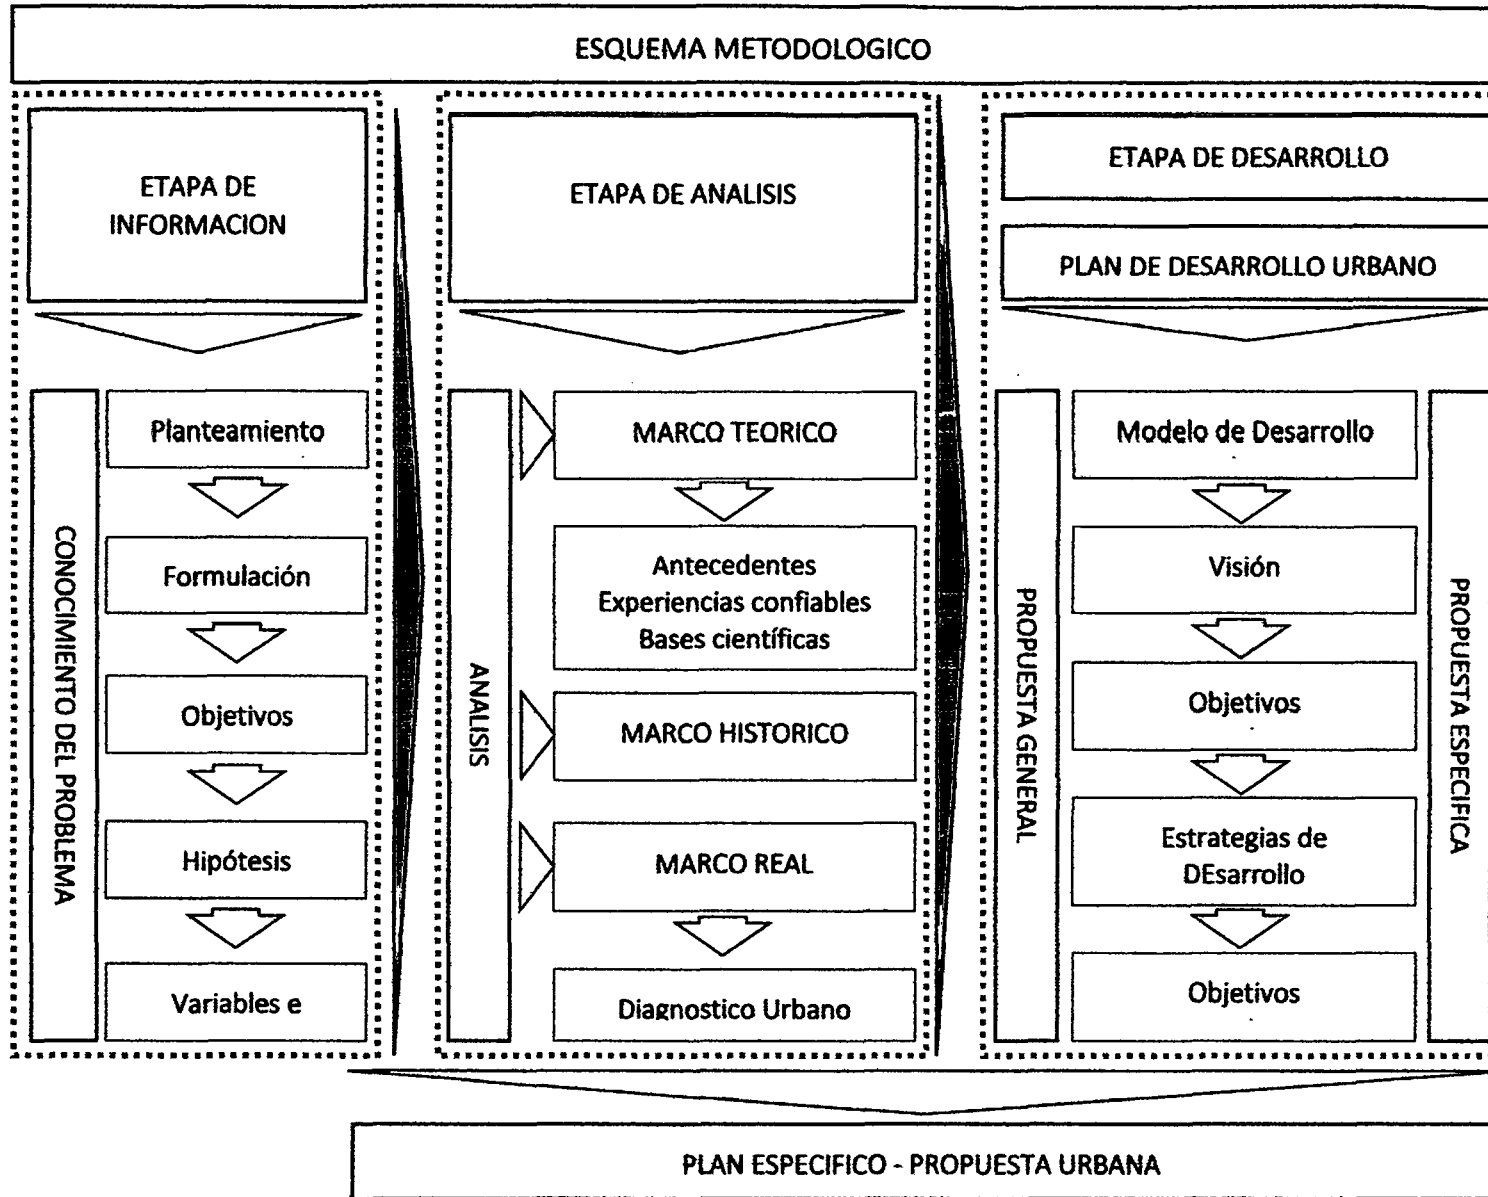 ESQUEMA METODOLOGICO
ETAPA DE
INFORMACION
CONOCIMIENTO DEL PROBLEMA
Planteamiento
Formulación
Objetivos
Hipótesis
Variables e
ETAPA DE ANALISIS
ANALISIS
MARCO TEORICO
Antecedentes
Experiencias confiables
Bases científicas
MARCO HISTORICO
MARCO REAL
Diagnostico Urbano
ETAPA DE DESARROLLO
PLAN DE DESARROLLO URBANO
PROPUESTA GENERAL
Modelo de Desarrollo
Visión
Objetivos
Estrategias de
DEsarrollo
Objetivos
PROPUESTA ESPECIFICA
PLAN ESPECIFICO - PROPUESTA URBANA